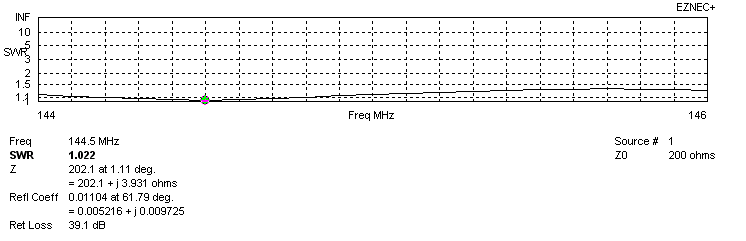 EZNEC+
INF
10
5
SWR
3
2
1.5
1.1
144 Freq MHz 146
Freq 144.5 MHz Source # 1
SWR 1.022 Z0 200 ohms
Z 202.1 at 1.11 deg.
= 202.1 + j 3.931 ohms
Refl Coeff 0.01104 at 61.79 deg.
= 0.005216 + j 0.009725
Ret Loss 39.1 dB